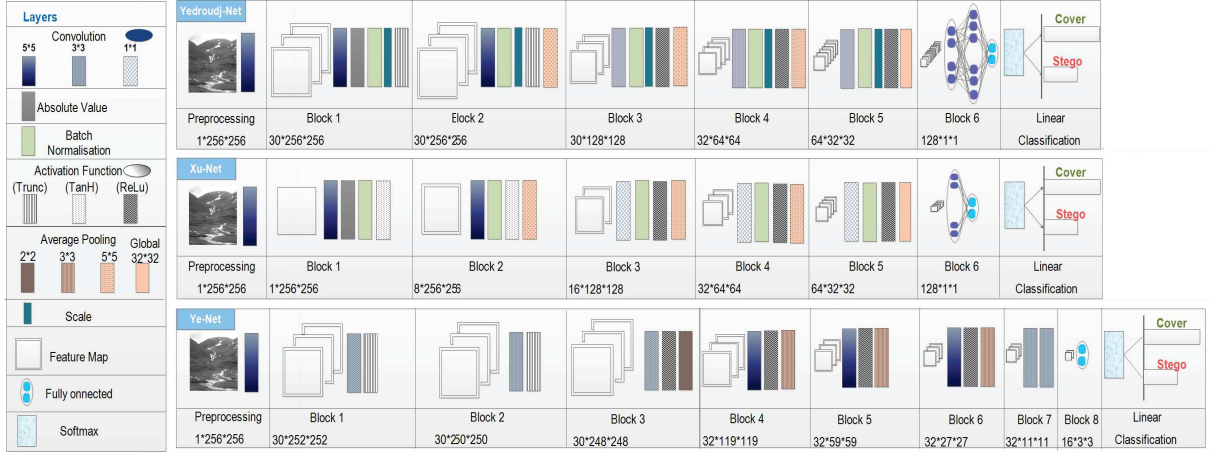 Layers
Convolution
5*5 3*3 1*1
Absolute Value
Batch
Normalisation
Activation Function
(Trunc) (TanH) (ReLu)
Average Pooling Global
2*2 3*3 5*5 32*32
Scale
Feature Map
Fully onnected
Softmax
Yedroudj-Net
Cover
Stego
Preprocessing Block 1 Block 2 Block 3 Block 4 Block 5 Block 6 Linear
1*256*256 30*256*256 30*256*256 30*128*128 32*64*64 64*32*32 128*1*1 Classification
Xu-Net
Cover
Stego
Preprocessing Block 1 Block 2 Block 3 Block 4 Block 5 Block 6 Linear
1*256*256 1*256*256 8*256*256 16*128*128 32*64*64 64*32*32 128*1*1 Classification
Ye-Net
Cover
Stego
Preprocessing Block 1 Block 2 Block 3 Block 4 Block 5 Block 6 Block 7 Block 8 Linear
1*256*256 30*252*252 30*250*250 30*248*248 32*119*119 32*59*59 32*27*27 32*11*11 16*3*3 Classification